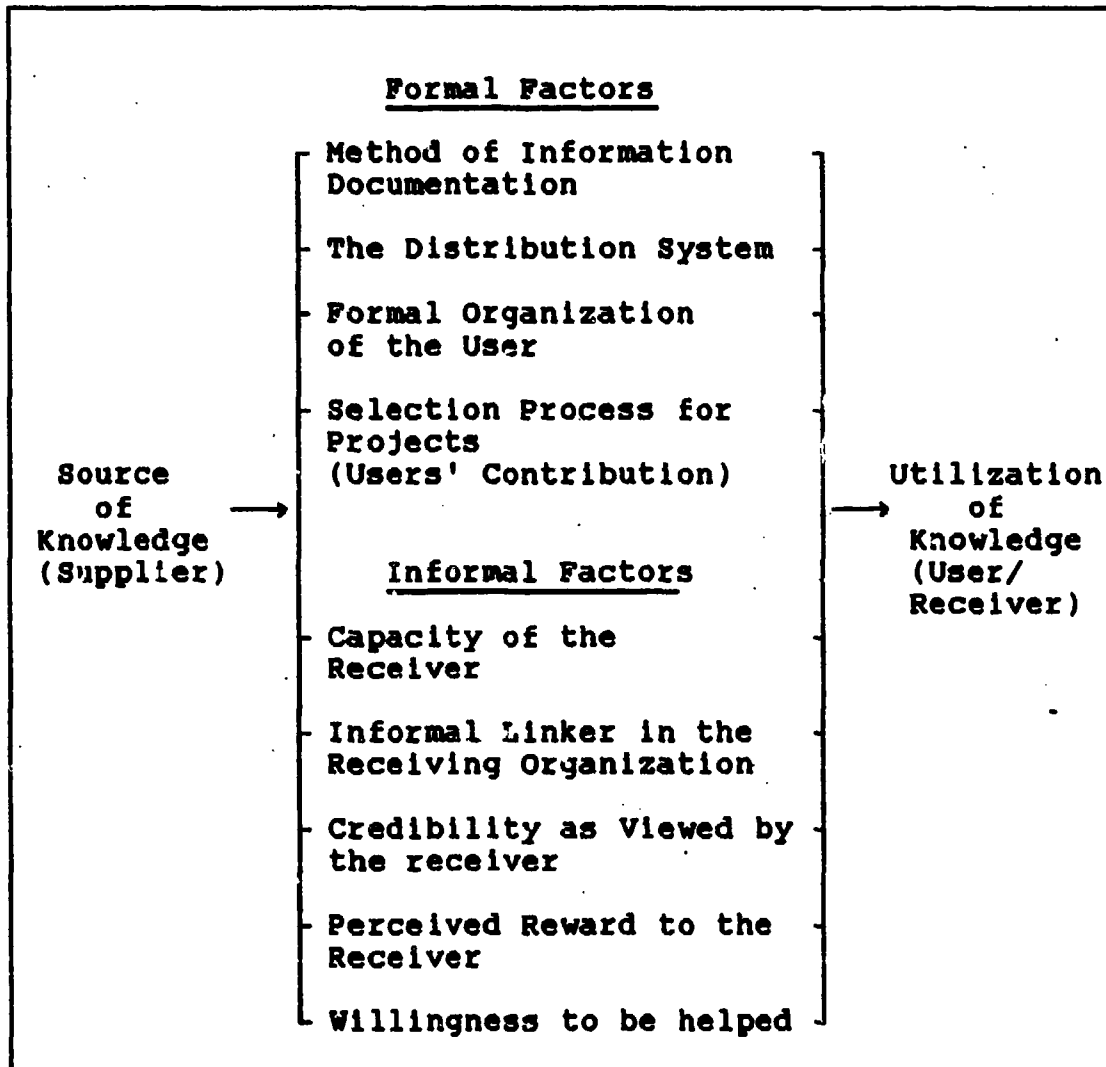 Formal Factors
Method of Information
Documentation
The Distribution System
Formal Organization
of the User
Selection Process for
Projects
(Users' Contribution)
Source
of
Knowledge
(Supplier)
Informal Factors
Capacity of the
Receiver
Informal Linker in the
Receiving Organization
Credibility as Viewed by
the receiver
Perceived Reward to the
Receiver
Willingness to be helped
Utilization
of
Knowledge
(User/
Receiver)